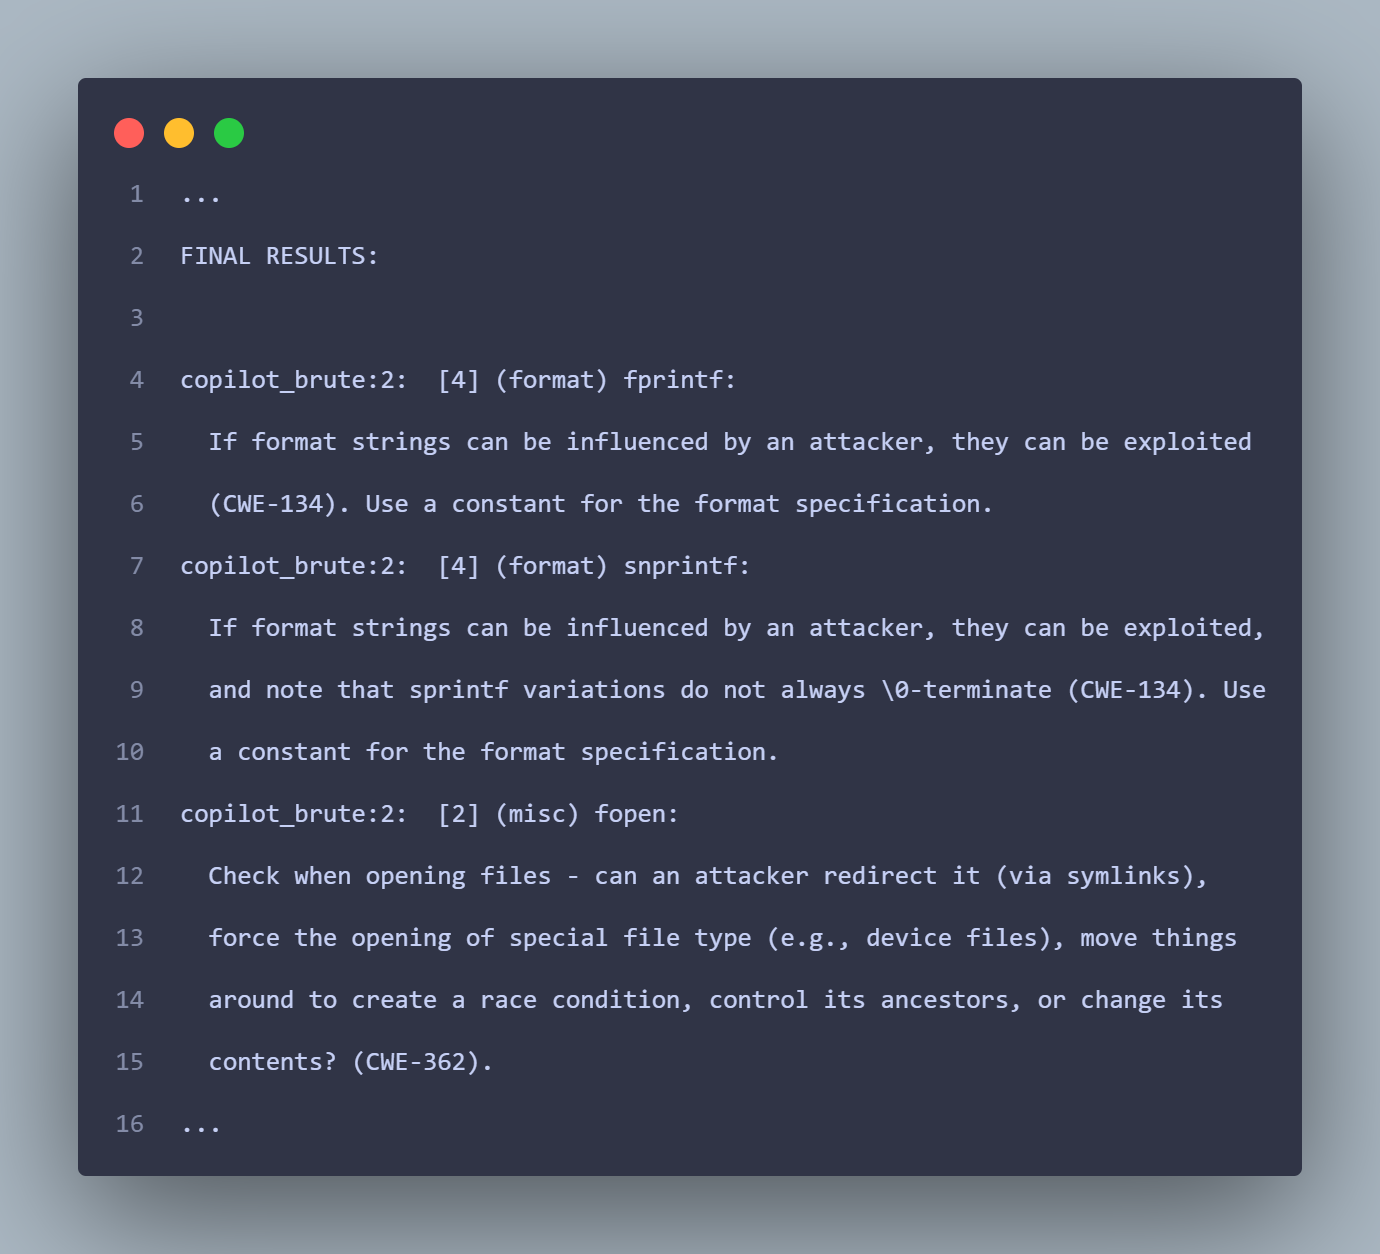 1 ...
2 FINAL RESULTS:
3
4 copilot_brute:2:  [4] (format) fprintf:
5   If format strings can be influenced by an attacker, they can be exploited
6   (CWE-134). Use a constant for the format specification.
7 copilot_brute:2:  [4] (format) snprintf:
8   If format strings can be influenced by an attacker, they can be exploited,
9   and note that sprintf variations do not always \0-terminate (CWE-134). Use
10   a constant for the format specification.
11 copilot_brute:2:  [2] (misc) fopen:
12   Check when opening files - can an attacker redirect it (via symlinks),
13   force the opening of special file type (e.g., device files), move things
14   around to create a race condition, control its ancestors, or change its
15   contents? (CWE-362).
16 ...